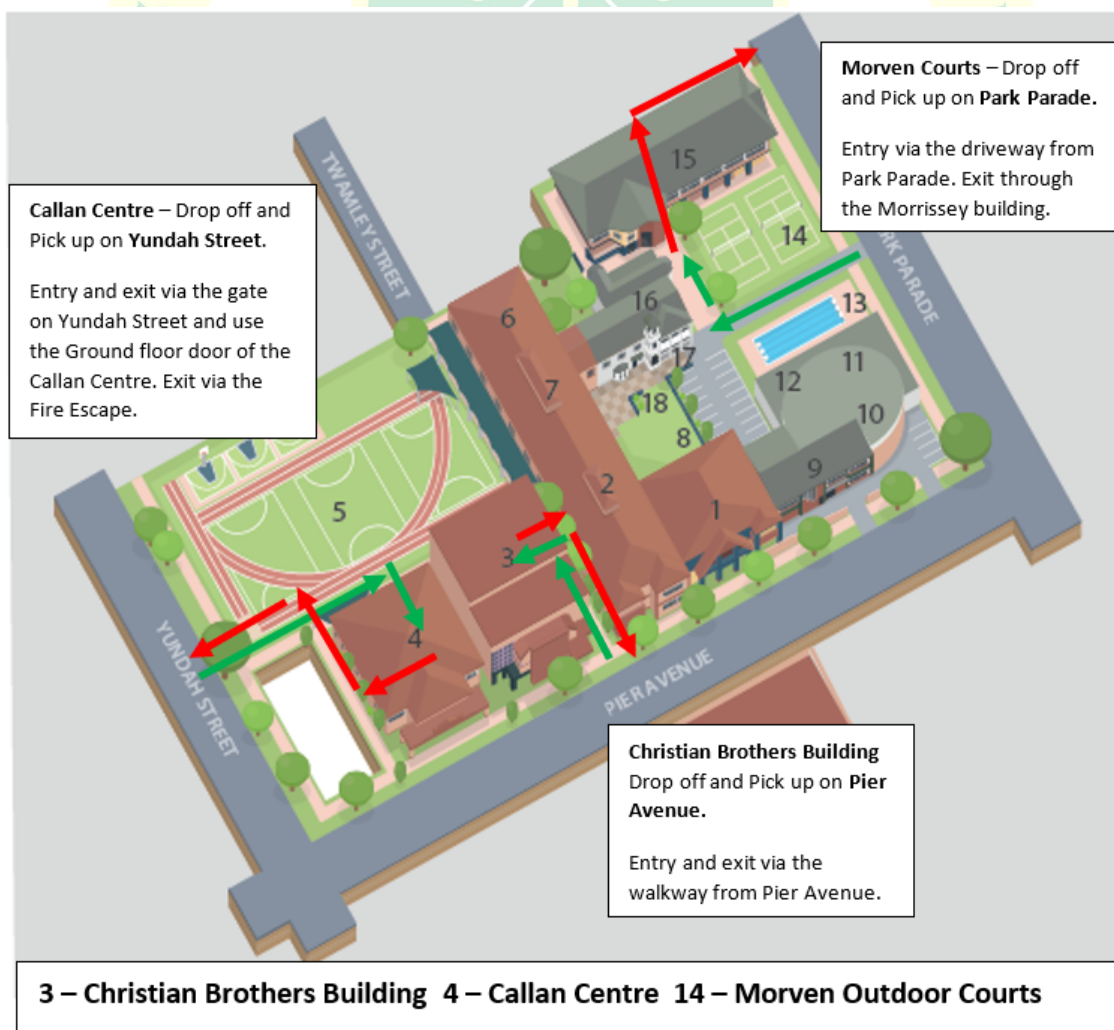 Morven Courts – Drop off
and Pick up on Park Parade.
Entry via the driveway from
Park Parade. Exit through
the Morrissey building.
Callan Centre – Drop off and
Pick up on Yundah Street.
Entry and exit via the gate
on Yundah Street and use
the Ground floor door of the
Callan Centre. Exit via the
Fire Escape.
TWAMLEY STREET
15
14
PARADE
6
16
13
7
17
11
12
18
10
8
9
2
1
5
3
4
YUNDAH STREET
PIER AVENUE
Christian Brothers Building
Drop off and Pick up on Pier
Avenue.
Entry and exit via the
walkway from Pier Avenue.
3 – Christian Brothers Building 4 – Callan Centre 14 – Morven Outdoor Courts